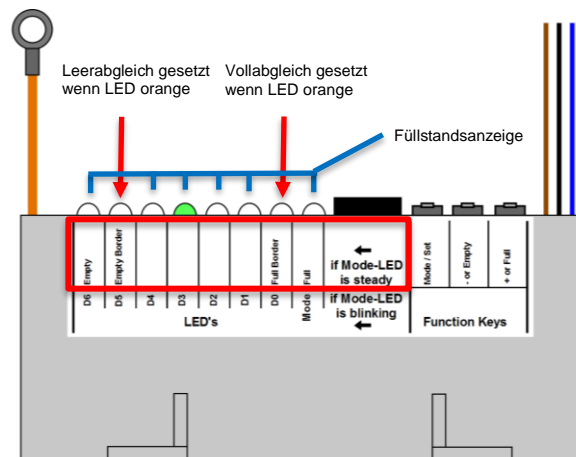 Leerabgleich gesetzt
wenn LED orange
Vollabgleich gesetzt
wenn LED orange
Füllstandsanzeige
D6 Empty
D5 Empty Border
D4
D3
D2
D1
D0 Full Border
Mode Full
if Mode-LED
is steady
if Mode-LED
is blinking
LED's
Mode / Set
- or Empty
+ or Full
Function Keys